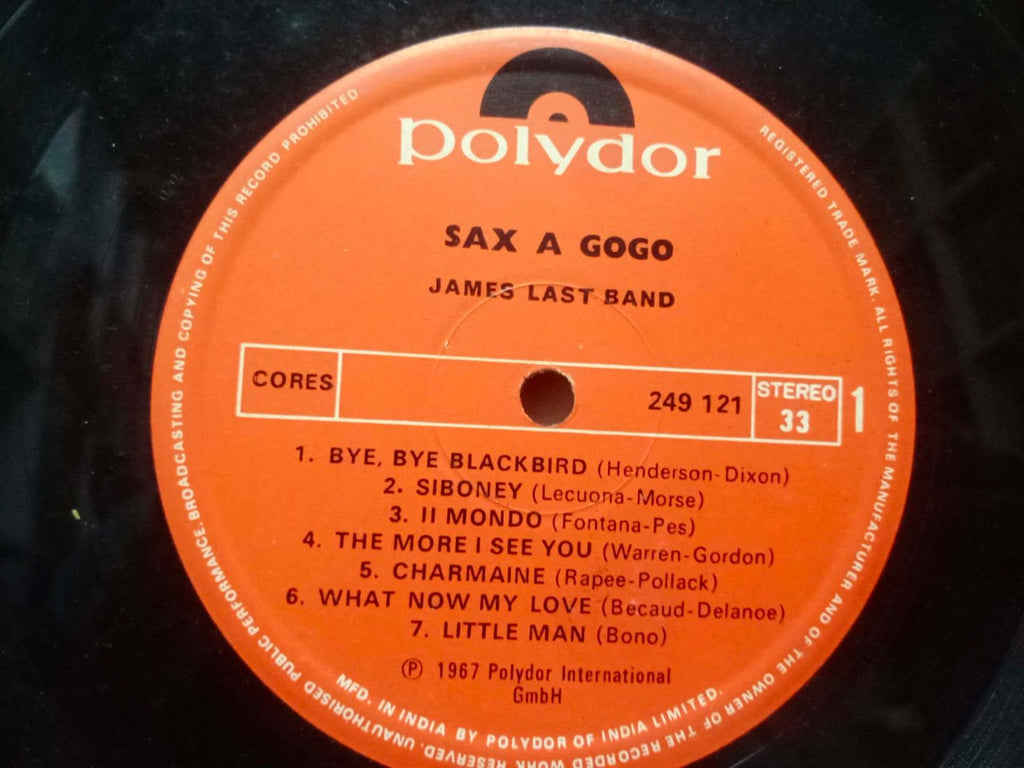 polydor
SAX A GOGO
JAMES LAST BAND
CORES
249 121
STEREO
33
1
1. BYE, BYE BLACKBIRD (Henderson-Dixon)
2. SIBONEY (Lecuona-Morse)
3. II MONDO (Fontana-Pes)
4. THE MORE I SEE YOU (Warren-Gordon)
5. CHARMAINE (Rapee-Pollack)
6. WHAT NOW MY LOVE (Becaud-Delanoe)
7. LITTLE MAN (Bono)
℗ 1967 Polydor International
GmbH
MFD. IN INDIA BY POLYDOR OF INDIA LIMITED.
REGISTERED TRADE MARK. ALL RIGHTS OF THE MANUFACTURER AND OF THE OWNER OF THE RECORDED WORK RESERVED. UNAUTHORISED PUBLIC PERFORMANCE, BROADCASTING AND COPYING OF THIS RECORD PROHIBITED.